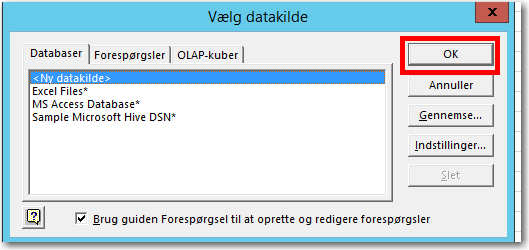 Vælg datakilde
x
Databaser Forespørgsler OLAP-kuber
<Ny datakilde>
Excel Files*
MS Access Database*
Sample Microsoft Hive DSN*
OK
Annuller
Gennemse...
Indstillinger...
Slet
?
Brug guiden Forespørgsel til at oprette og redigere forespørgsler